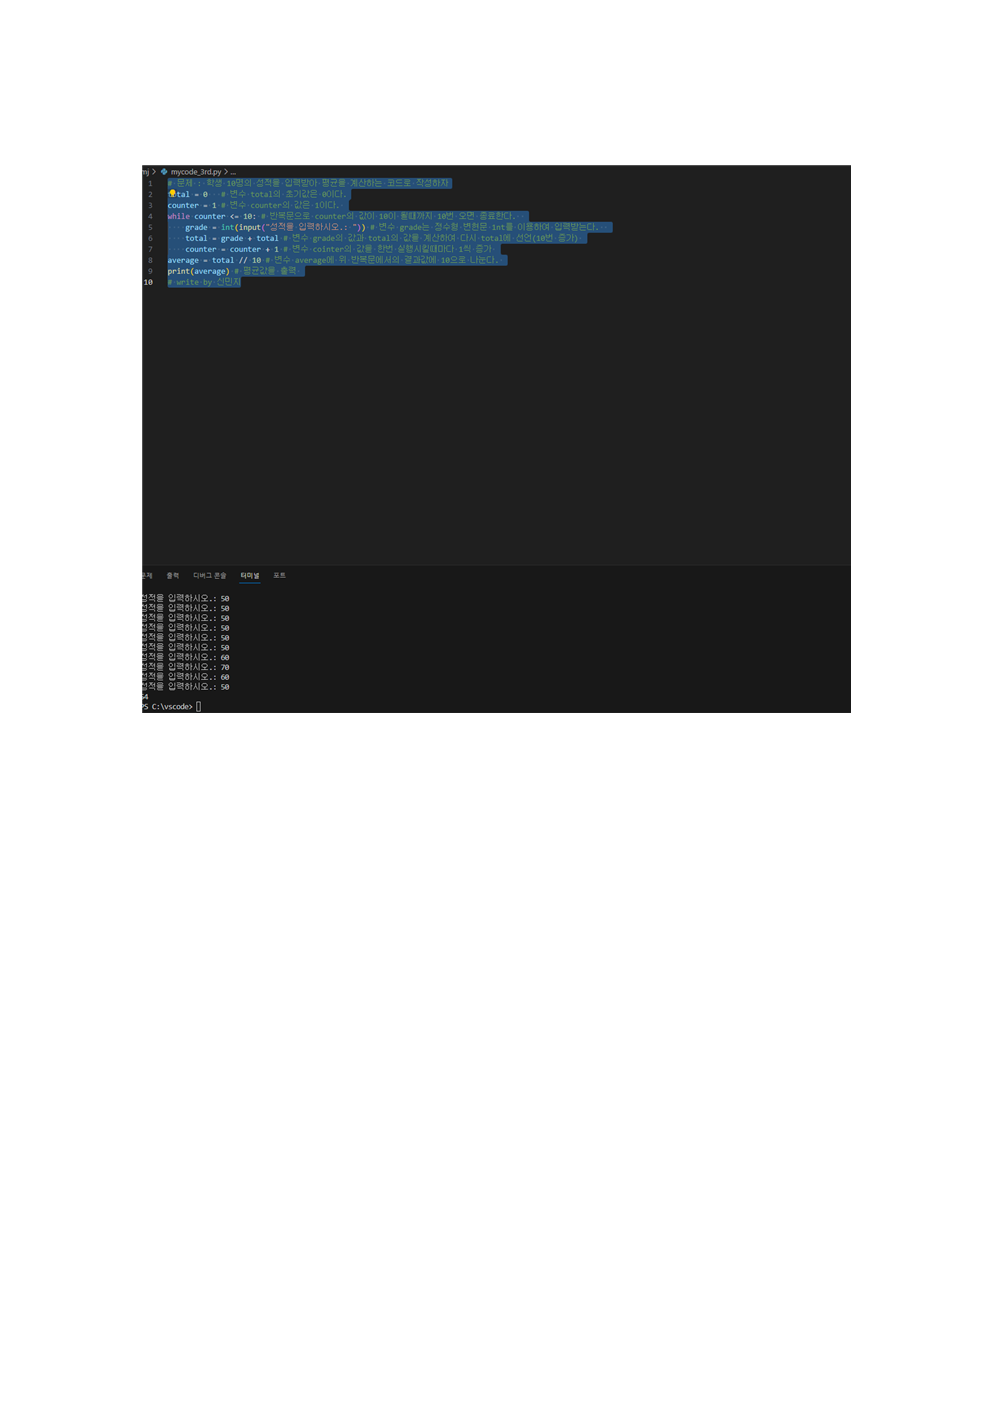 mj > mycode_3rd.py > ...
1 # 문제 : 학생 10명의 성적을 입력받아 평균을 계산하는 코드로 작성하자
2 tal = 0 # 변수 total의 초기값은 0이다.
3 counter = 1 # 변수 counter의 값은 1이다.
4 while counter <= 10: # 반복문으로 counter의 값이 10이 될때까지 10번 오면 종료한다.
5 grade = int(input("성적을 입력하시오.: ")) # 변수 grade는 정수형 변환문 int를 이용하여 입력받는다.
6 total = grade + total # 변수 grade의 값과 total의 값을 계산하여 다시 total에 선언(10번 증가)
7 counter = counter + 1 # 변수 cointer의 값을 한번 실행시킬때마다 1씩 증가
8 average = total // 10 # 변수 average에 위 반복문에서의 결과값에 10으로 나눈다.
9 print(average) # 평균값을 출력
10 # write by 신민지
문제 출력 디버그 콘솔 터미널 포트
성적을 입력하시오.: 50
성적을 입력하시오.: 50
성적을 입력하시오.: 50
성적을 입력하시오.: 50
성적을 입력하시오.: 50
성적을 입력하시오.: 50
성적을 입력하시오.: 60
성적을 입력하시오.: 70
성적을 입력하시오.: 60
성적을 입력하시오.: 50
54
PS C:\vscode>